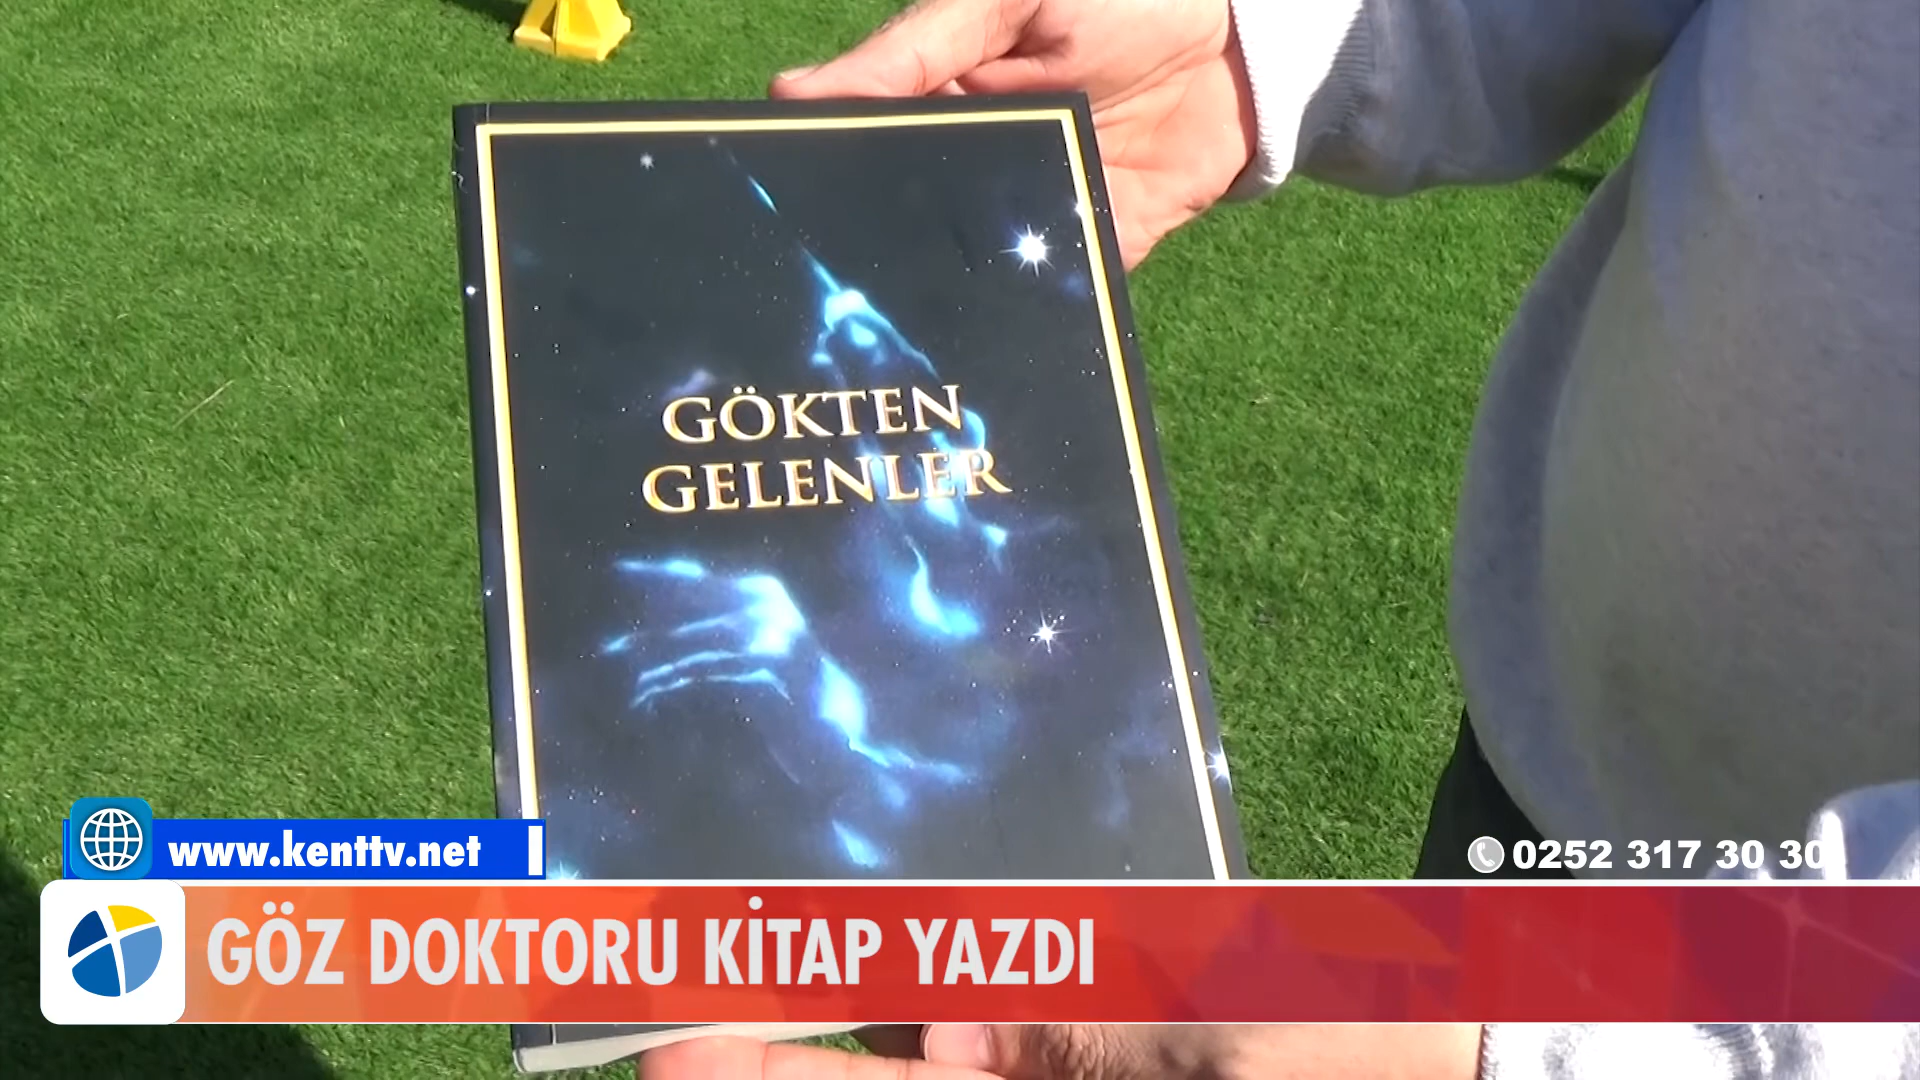 GÖKTEN
GELENLER
www.kenttv.net
0252 317 30 30
GÖZ DOKTORU KİTAP YAZDI